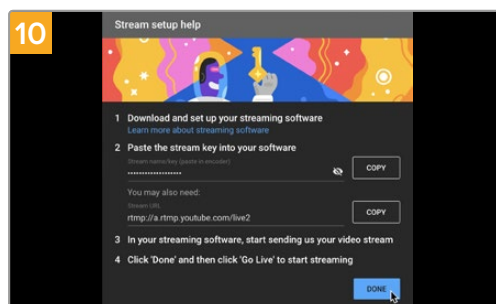 10
Stream setup help
1 Download and set up your streaming software
Learn more about streaming software
2 Paste the stream key into your software
Stream name/key (paste in encoder)
••••••••••••••••••• COPY
You may also need:
Stream URL
rtmp://a.rtmp.youtube.com/live2 COPY
3 In your streaming software, start sending us your video stream
4 Click 'Done' and then click 'Go Live' to start streaming
DONE